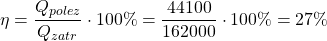 η = Q_polez / Q_zatr · 100% = 44100 / 162000 · 100% = 27%